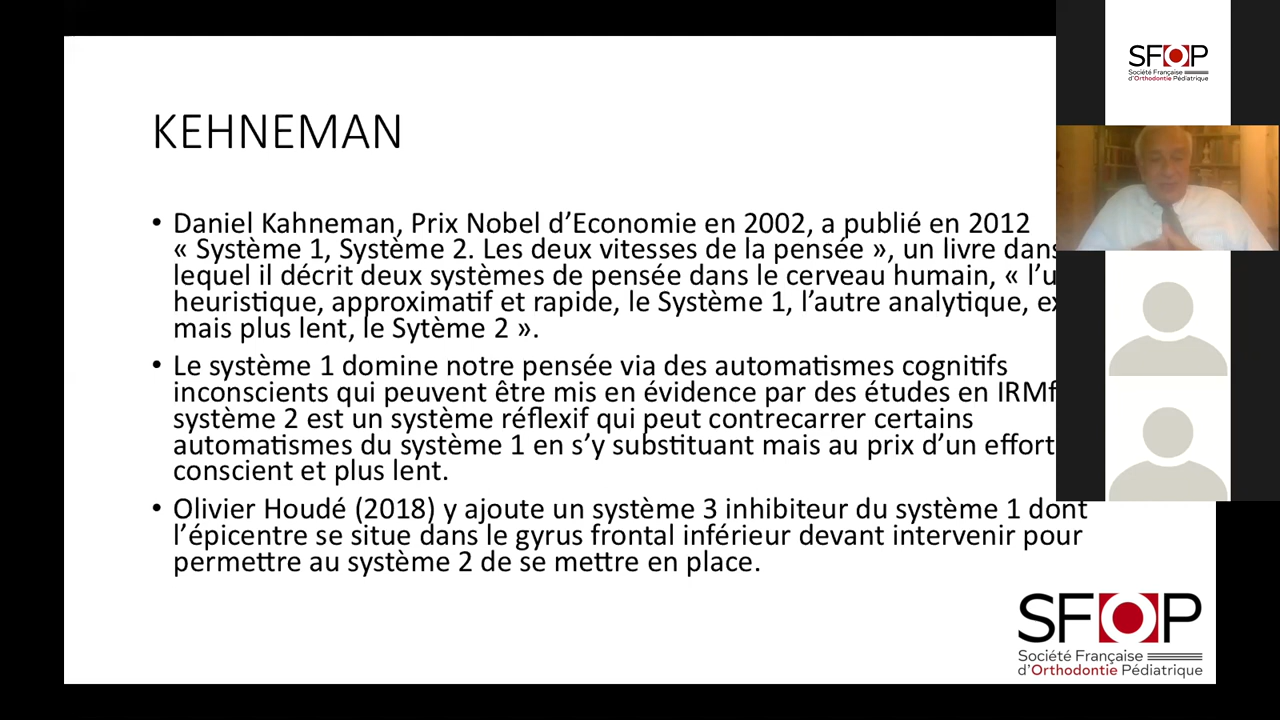 KEHNEMAN
• Daniel Kahneman, Prix Nobel d’Economie en 2002, a publié en 2012
« Système 1, Système 2. Les deux vitesses de la pensée », un livre dans
lequel il décrit deux systèmes de pensée dans le cerveau humain, « l’u
heuristique, approximatif et rapide, le Système 1, l’autre analytique, ex
mais plus lent, le Sytème 2 ».
• Le système 1 domine notre pensée via des automatismes cognitifs
inconscients qui peuvent être mis en évidence par des études en IRMf
système 2 est un système réflexif qui peut contrecarrer certains
automatismes du système 1 en s’y substituant mais au prix d’un effort
conscient et plus lent.
• Olivier Houdé (2018) y ajoute un système 3 inhibiteur du système 1 dont
l’épicentre se situe dans le gyrus frontal inférieur devant intervenir pour
permettre au système 2 de se mettre en place.
SFOP
Société Française
d’Orthodontie Pédiatrique
SFOP
Société Française
d’Orthodontie Pédiatrique